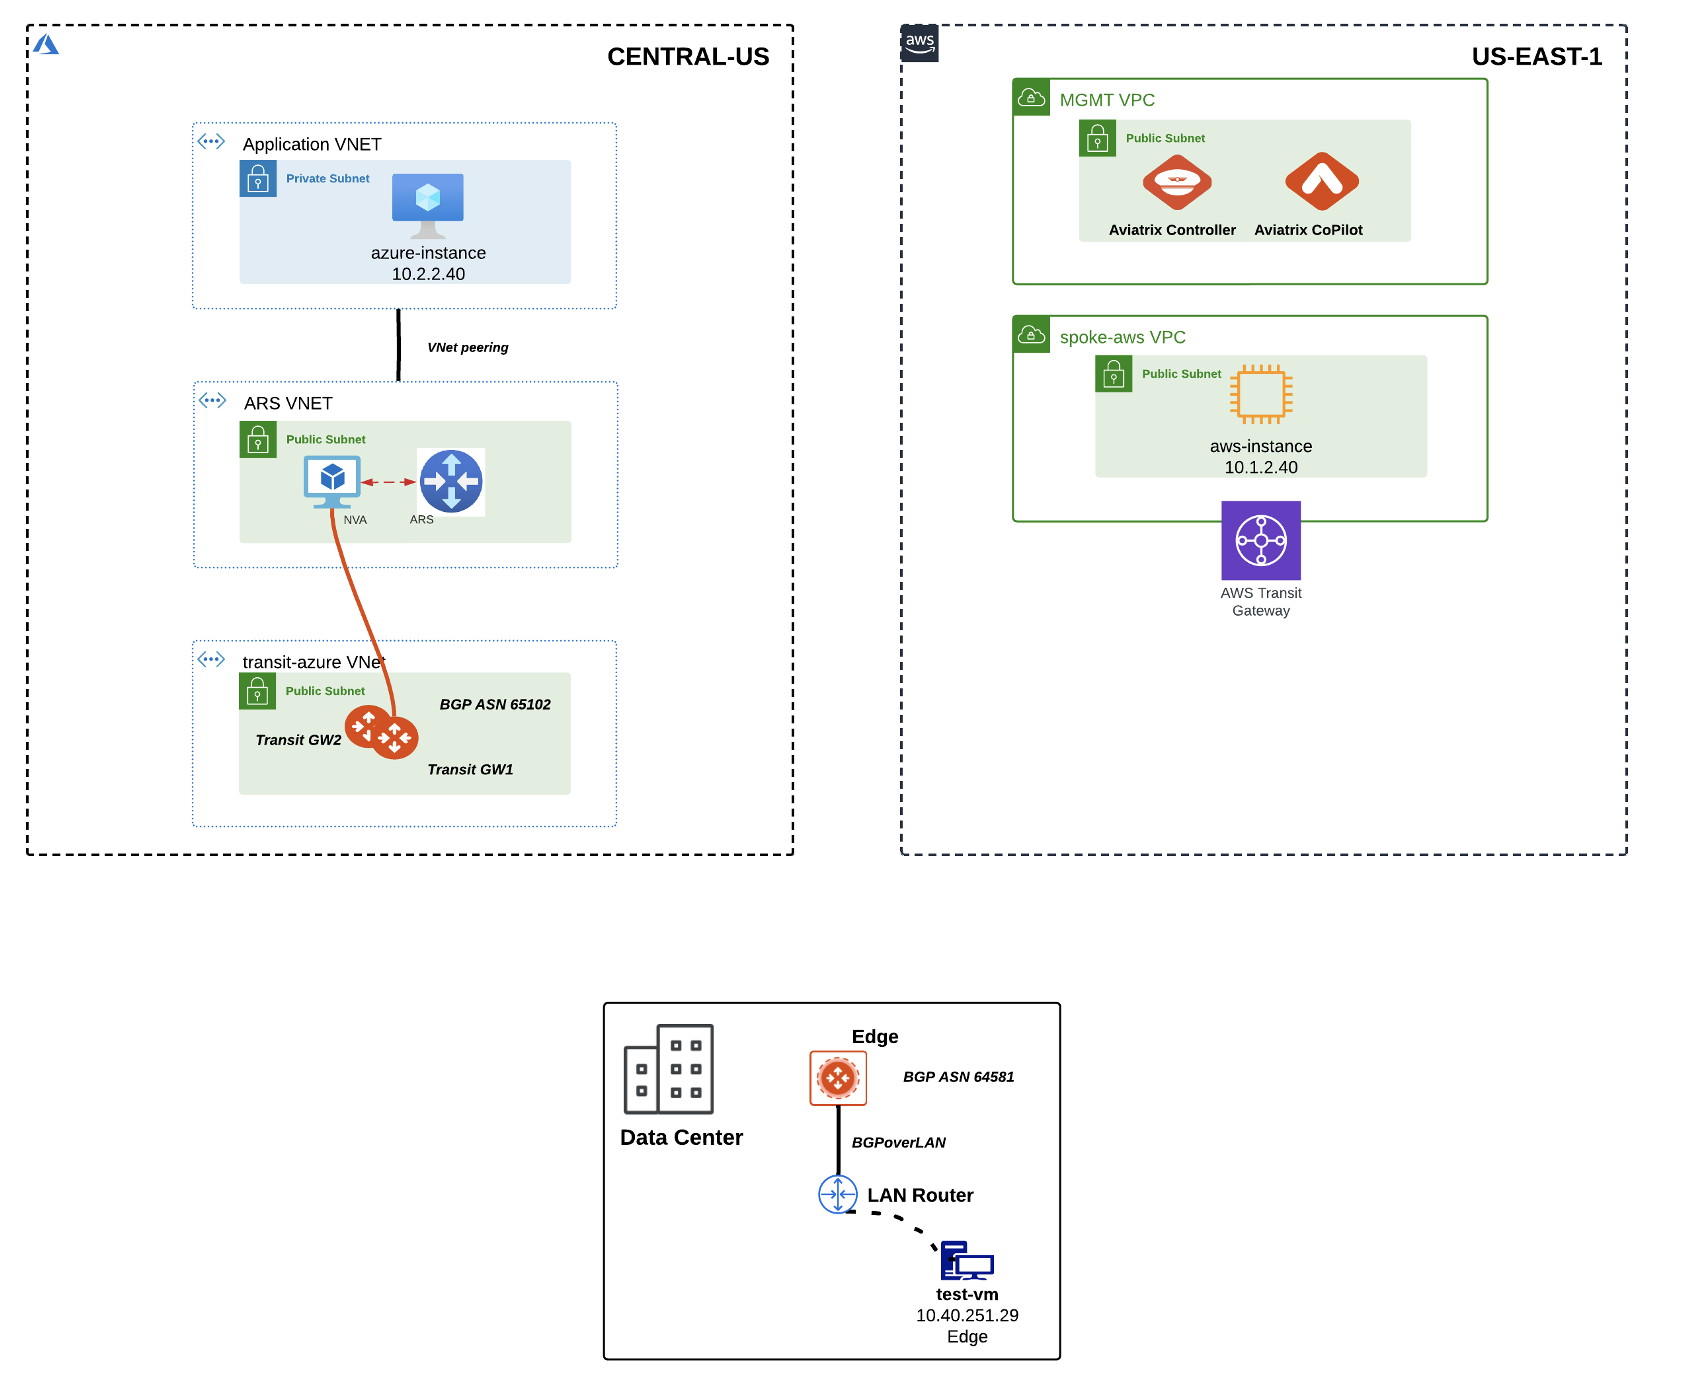 CENTRAL-US
Application VNET
Private Subnet
azure-instance
10.2.2.40
VNet peering
ARS VNET
Public Subnet
NVA
ARS
transit-azure VNet
Public Subnet
BGP ASN 65102
Transit GW2
Transit GW1
aws
US-EAST-1
MGMT VPC
Public Subnet
Aviatrix Controller
Aviatrix CoPilot
spoke-aws VPC
Public Subnet
aws-instance
10.1.2.40
AWS Transit
Gateway
Data Center
Edge
BGP ASN 64581
BGPoverLAN
LAN Router
test-vm
10.40.251.29
Edge